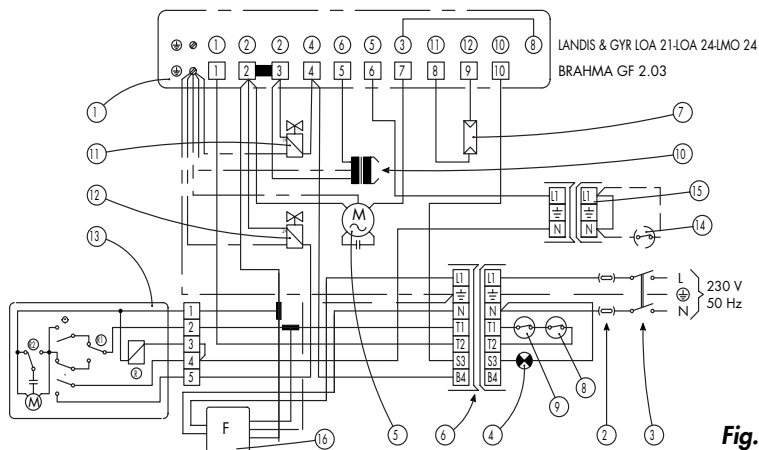 1 2 2 4 6 5 3 11 12 10 8 LANDIS & GYR LOA 21-LOA 24-LMO 24
1 2 3 4 5 6 7 8 9 10 BRAHMA GF 2.03
1
7
11
10
12
M
L1
N
L1
N
15
14
13
L1
N
T1
T2
S3
B4
L1
N
T1
T2
S3
B4
L
N
230 V
50 Hz
1
2
3
4
5
R2
R1
R
M
F
16
5
6
4
9
8
2
3
Fig.